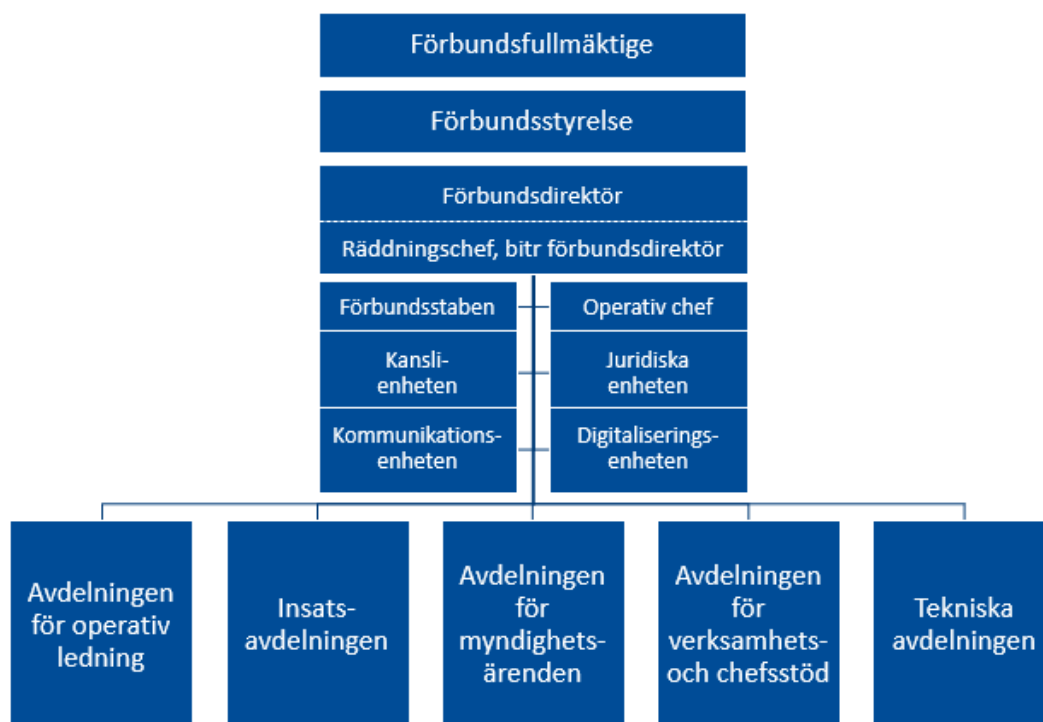 Förbundsfullmäktige
Förbundsstyrelse
Förbundsdirektör
Räddningschef, bitr förbundsdirektör
Förbundsstaben
Operativ chef
Kansli-
enheten
Juridiska
enheten
Kommunikations-
enheten
Digitaliserings-
enheten
Avdelningen
för operativ
ledning
Insats-
avdelningen
Avdelningen
för
myndighets-
ärenden
Avdelningen
för
verksamhets-
och chefsstöd
Tekniska
avdelningen